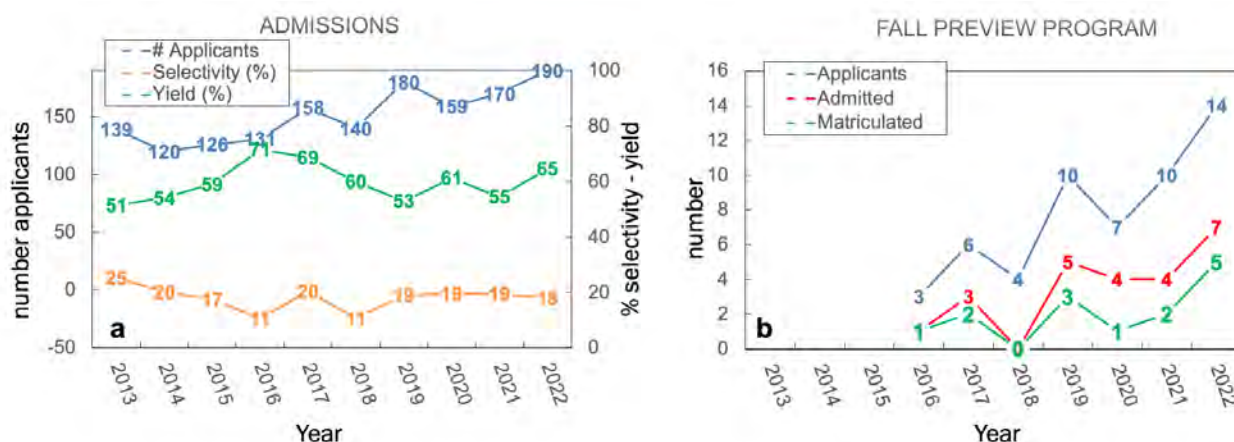 ADMISSIONS
# Applicants
Selectivity (%)
Yield (%)
number applicants
150
100
50
0
-50
100
80
60
40
20
0
% selectivity - yield
139 120 126 131 158 140 180 159 170 190
51 54 59 71 69 60 53 61 55 65
25 20 17 11 20 11 19 19 19 18
a
2013 2014 2015 2016 2017 2018 2019 2020 2021 2022
Year
FALL PREVIEW PROGRAM
Applicants
Admitted
Matriculated
number
16
14
12
10
8
6
4
2
0
3 6 4 10 7 10 14
3 5 4 4 7
1 2 0 3 1 2 5
b
2013 2014 2015 2016 2017 2018 2019 2020 2021 2022
Year